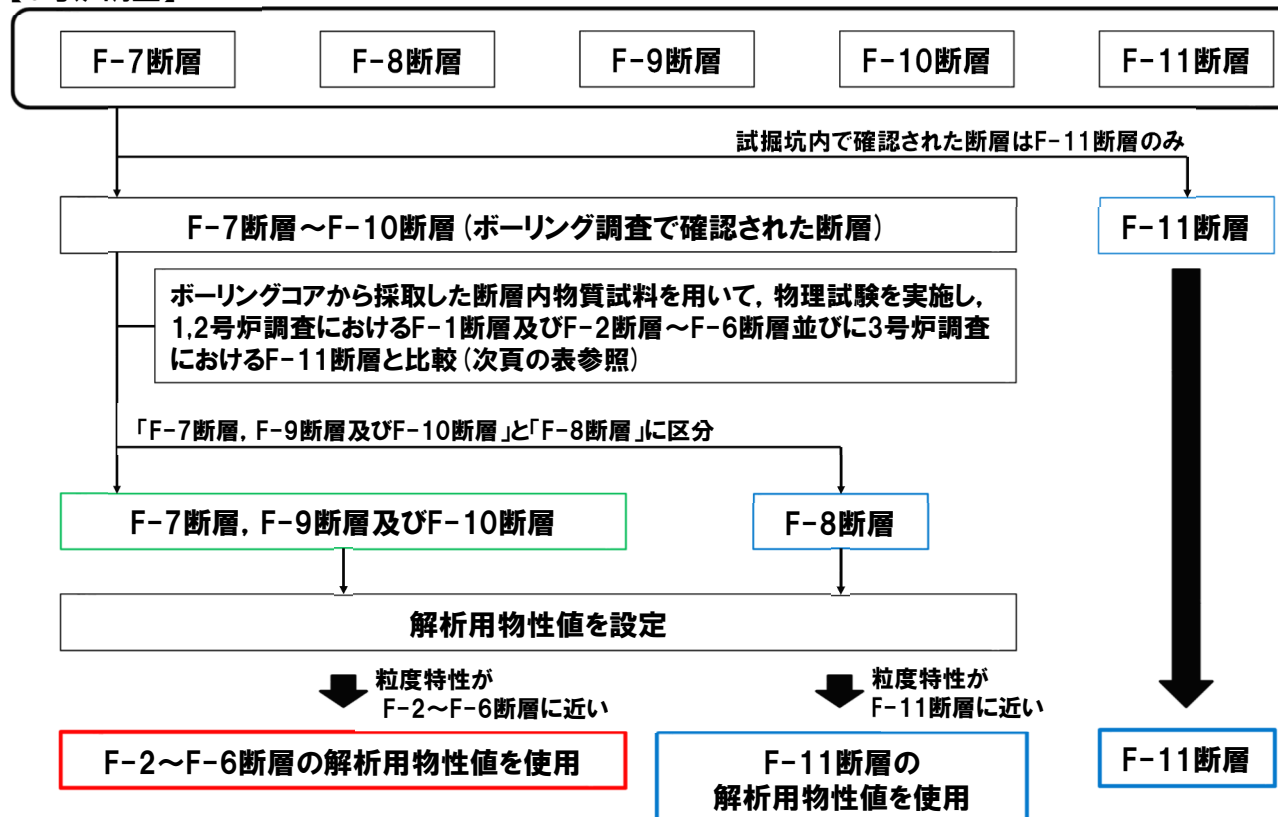 F-7断層
F-8断層
F-9断層
F-10断層
F-11断層
試掘坑内で確認された断層はF-11断層のみ
F-7断層～F-10断層(ボーリング調査で確認された断層)
F-11断層
ボーリングコアから採取した断層内物質試料を用いて，物理試験を実施し，
1,2号炉調査におけるF-1断層及びF-2断層～F-6断層並びに3号炉調査
におけるF-11断層と比較(次頁の表参照)
「F-7断層，F-9断層及びF-10断層」と「F-8断層」に区分
F-7断層，F-9断層及びF-10断層
F-8断層
解析用物性値を設定
粒度特性が
F-2～F-6断層に近い
粒度特性が
F-11断層に近い
F-2～F-6断層の解析用物性値を使用
F-11断層の
解析用物性値を使用
F-11断層